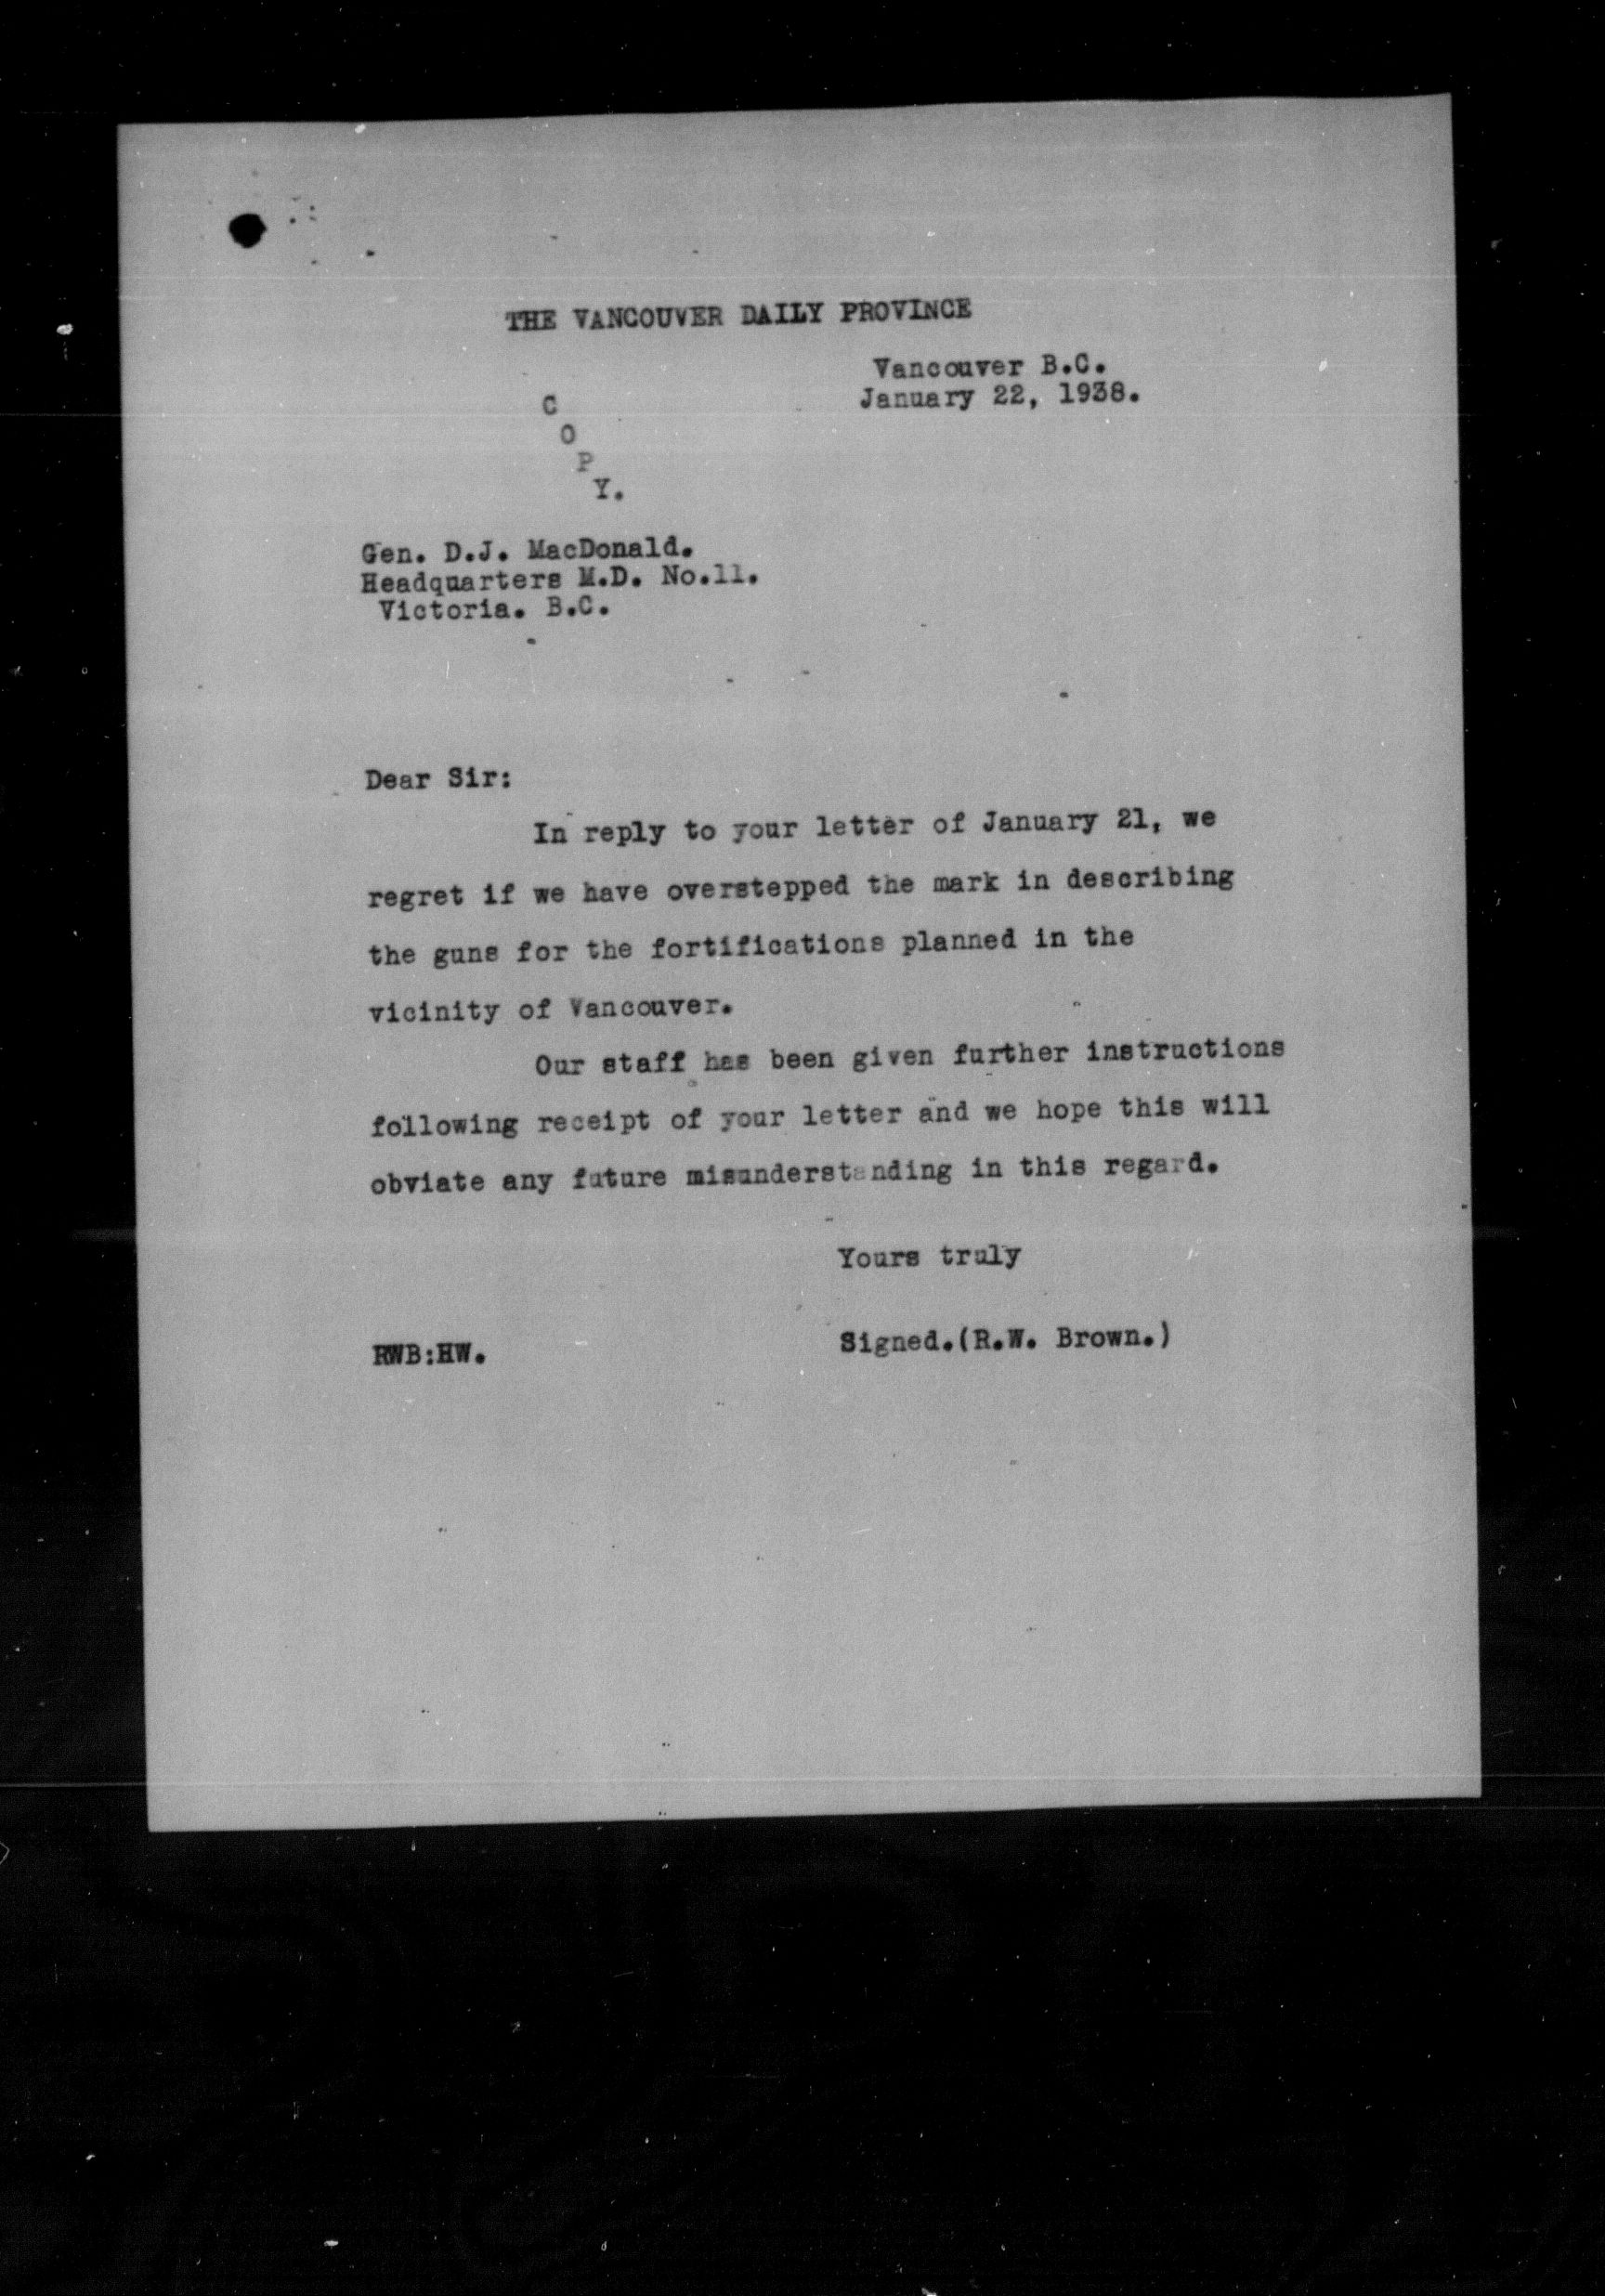 THE VANCOUVER DAILY PROVINCE
Vancouver B.C.
January 22, 1938.
C
O
P
Y.
Gen. D.J. MacDonald.
Headquarters M.D. No.11.
Victoria. B.C.
Dear Sir:
In reply to your letter of January 21, we
regret if we have overstepped the mark in describing
the guns for the fortifications planned in the
vicinity of Vancouver.
Our staff has been given further instructions
following receipt of your letter and we hope this will
obviate any future misunderstanding in this regard.
Yours truly
Signed.(R.W. Brown.)
RWB:HW.